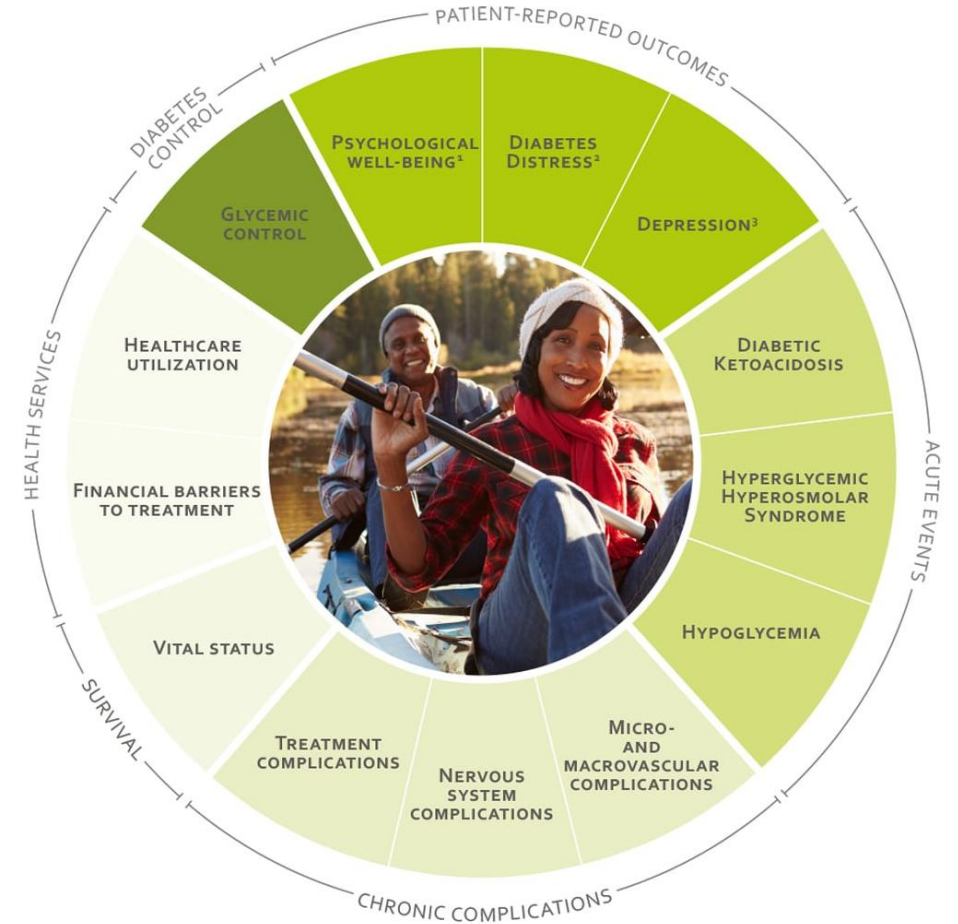 PATIENT-REPORTED OUTCOMES
PSYCHOLOGICAL
WELL-BEING¹
DIABETES
DISTRESS²
DEPRESSION³
ACUTE EVENTS
DIABETIC
KETOACIDOSIS
HYPERGLYCEMIC
HYPEROSMOLAR
SYNDROME
HYPOGLYCEMIA
CHRONIC COMPLICATIONS
MICRO-
AND
MACROVASCULAR
COMPLICATIONS
NERVOUS
SYSTEM
COMPLICATIONS
TREATMENT
COMPLICATIONS
SURVIVAL
VITAL STATUS
HEALTH SERVICES
FINANCIAL BARRIERS
TO TREATMENT
HEALTHCARE
UTILIZATION
DIABETES
CONTROL
GLYCEMIC
CONTROL